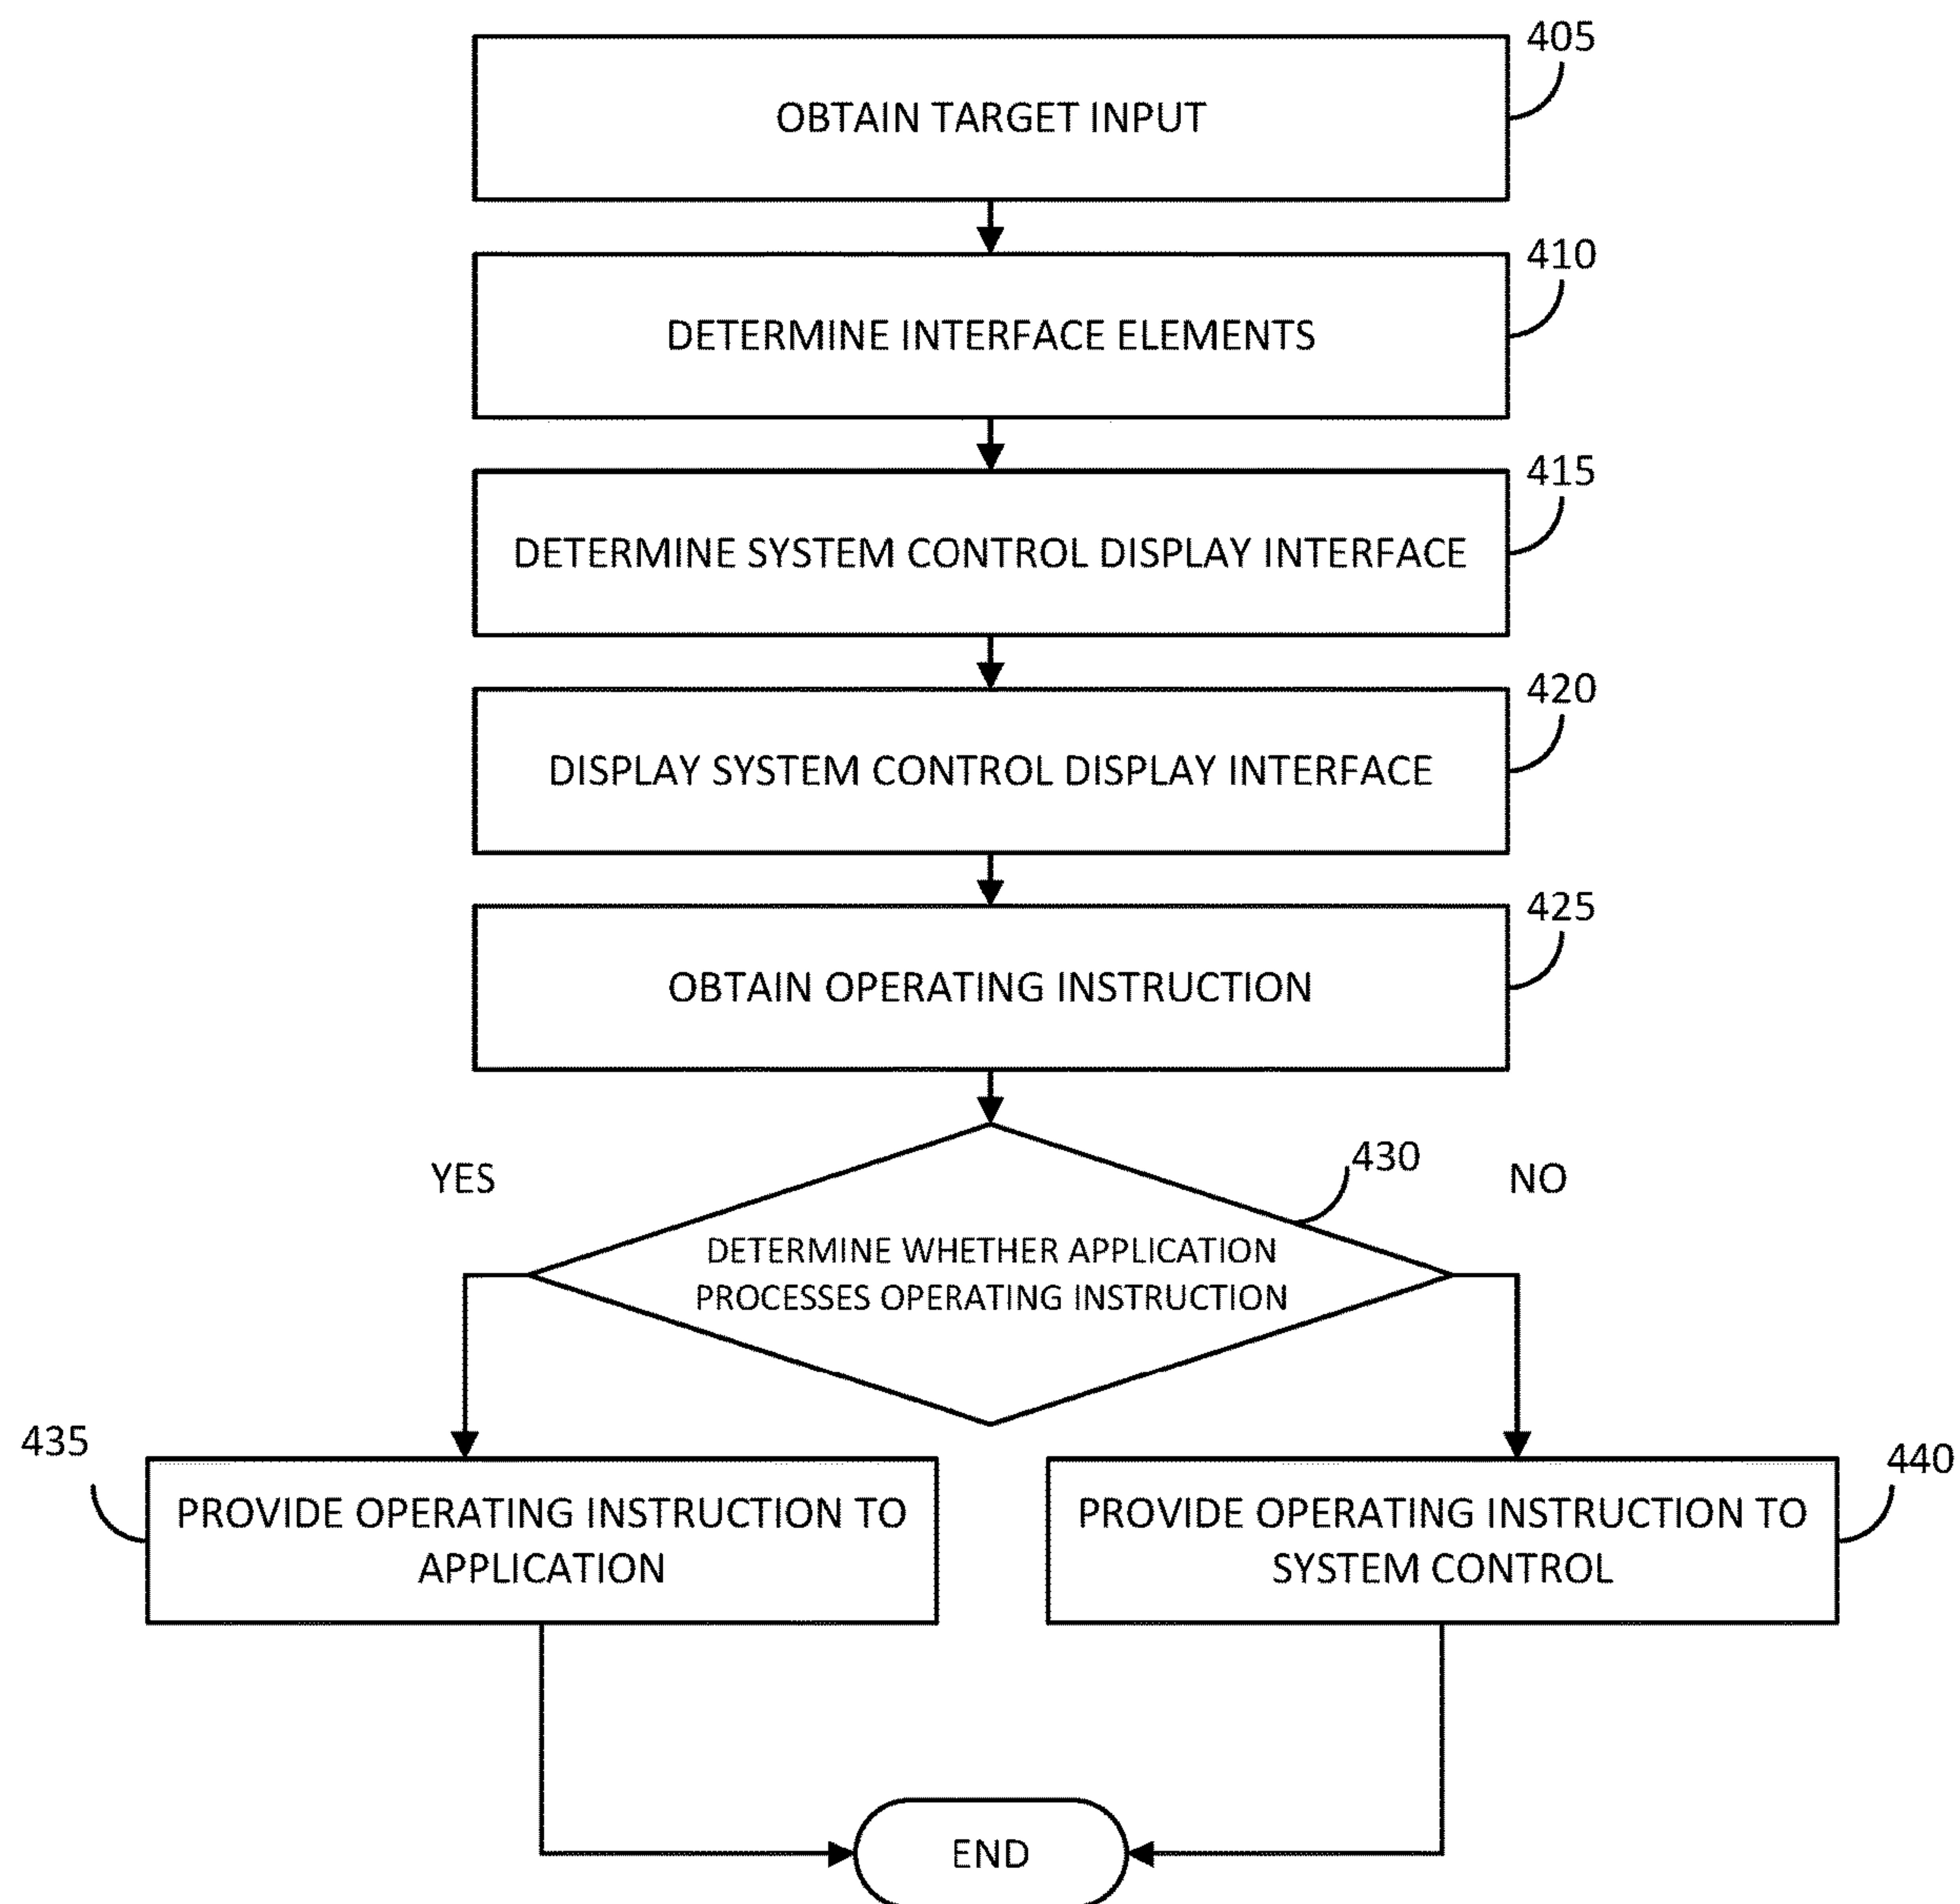 405
OBTAIN TARGET INPUT
410
DETERMINE INTERFACE ELEMENTS
415
DETERMINE SYSTEM CONTROL DISPLAY INTERFACE
420
DISPLAY SYSTEM CONTROL DISPLAY INTERFACE
425
OBTAIN OPERATING INSTRUCTION
YES
430
NO
DETERMINE WHETHER APPLICATION
PROCESSES OPERATING INSTRUCTION
435
PROVIDE OPERATING INSTRUCTION TO
APPLICATION
440
PROVIDE OPERATING INSTRUCTION TO
SYSTEM CONTROL
END